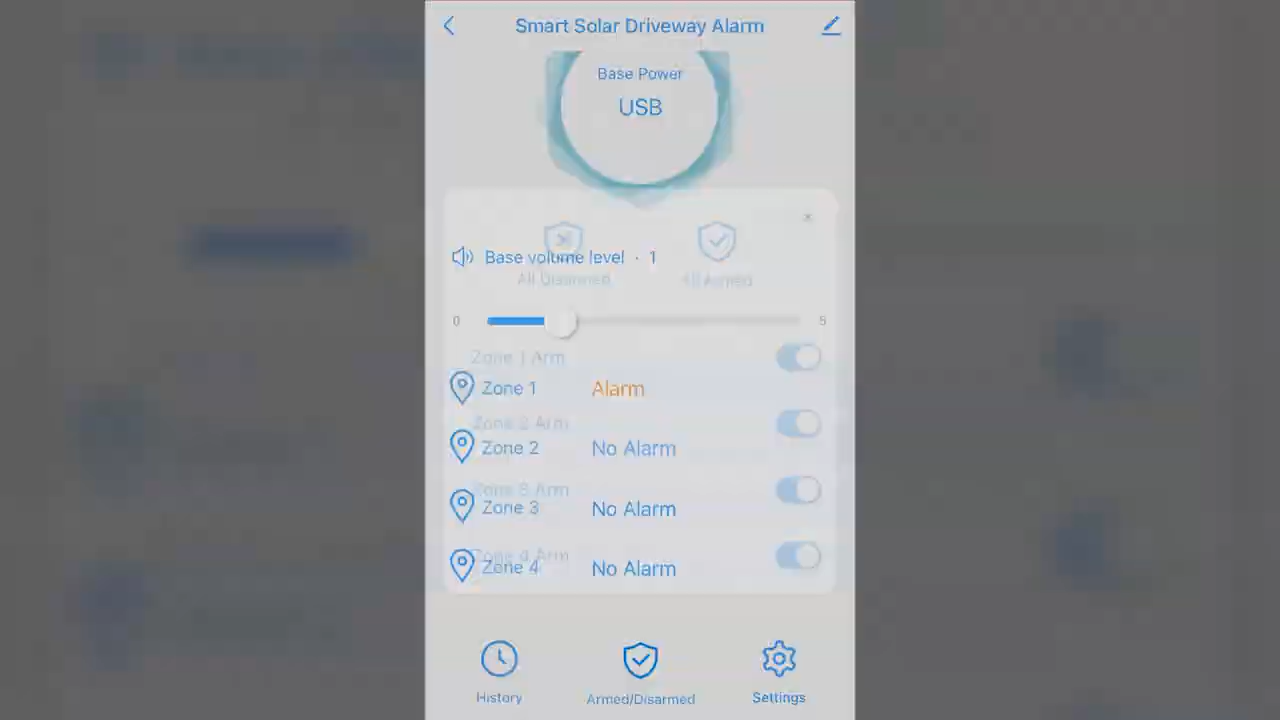 Smart Solar Driveway Alarm
Base Power
USB
Base volume level · 1
All Disarmed
All Armed
0
5
Zone 1 Arm
Zone 1 Alarm
Zone 2 Arm
Zone 2 No Alarm
Zone 3 Arm
Zone 3 No Alarm
Zone 4 Arm
Zone 4 No Alarm
History
Armed/Disarmed
Settings